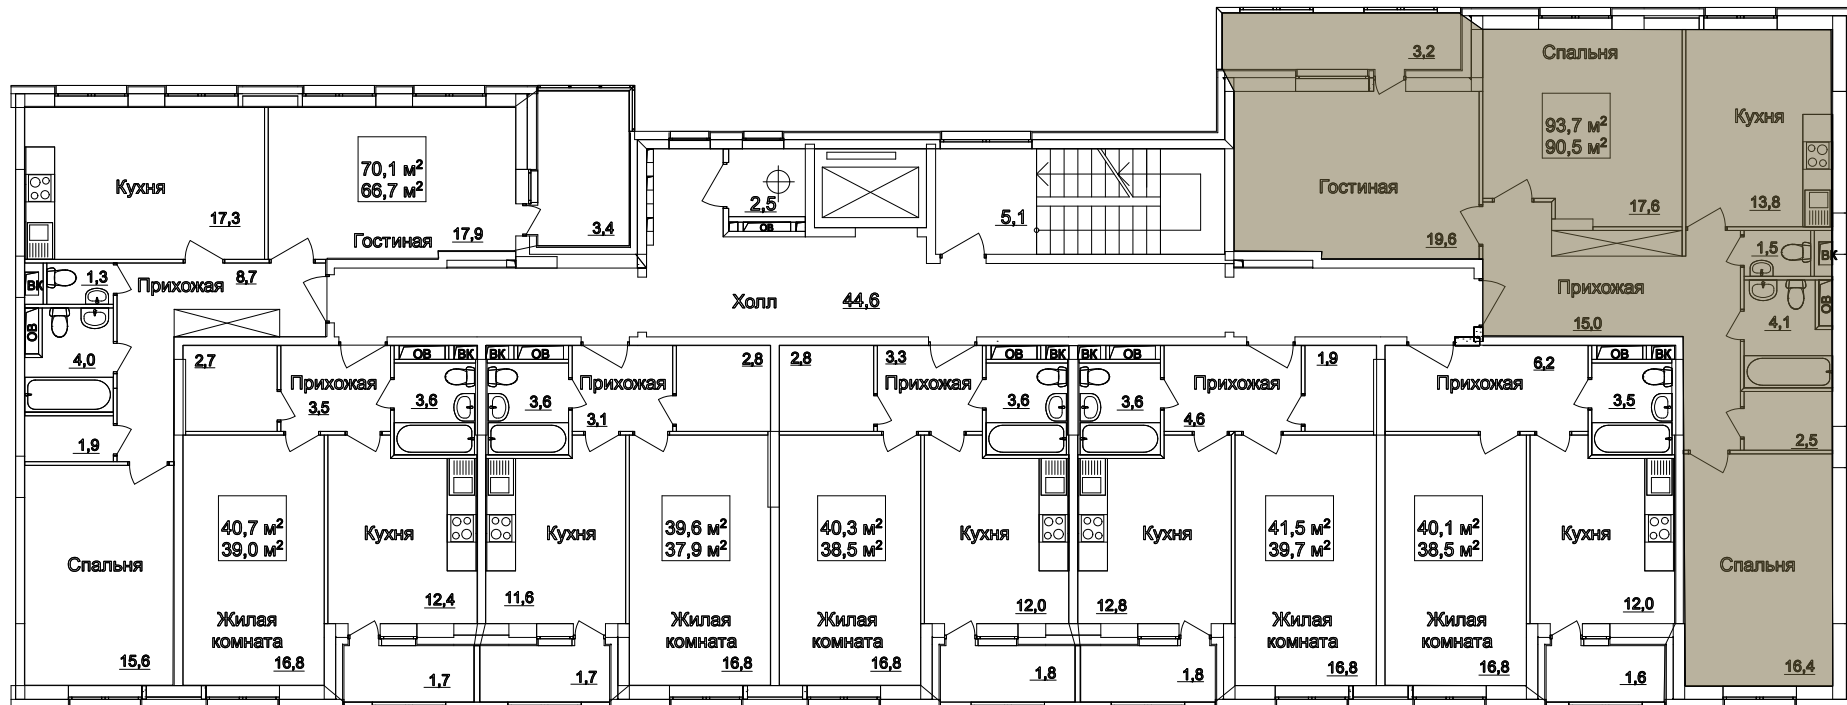 3,2
Спальня
93,7 м²
90,5 м²
17,6
Кухня
13,8
Гостиная
19,6
70,1 м²
66,7 м²
Кухня
17,3
Гостиная
17,9
3,4
2,5
ОВ
5,1
1,5
ВК
ВК
1,3
Прихожая
8,7
Холл
44,6
Прихожая
15,0
4,1
ОВ
ОВ
4,0
2,7
Прихожая
3,5
ОВ
ВК
3,6
ВК
ОВ
3,6
Прихожая
3,1
2,8
2,8
3,3
Прихожая
ОВ
ВК
3,6
ВК
ОВ
3,6
Прихожая
4,6
1,9
Прихожая
6,2
ОВ
ВК
3,5
2,5
1,9
Спальня
15,6
40,7 м²
39,0 м²
Жилая
комната
16,8
Кухня
12,4
1,7
Кухня
11,6
1,7
39,6 м²
37,9 м²
Жилая
комната
16,8
40,3 м²
38,5 м²
Жилая
комната
16,8
Кухня
12,0
1,8
Кухня
12,8
1,8
41,5 м²
39,7 м²
Жилая
комната
16,8
40,1 м²
38,5 м²
Жилая
комната
16,8
Кухня
12,0
1,6
Спальня
16,4